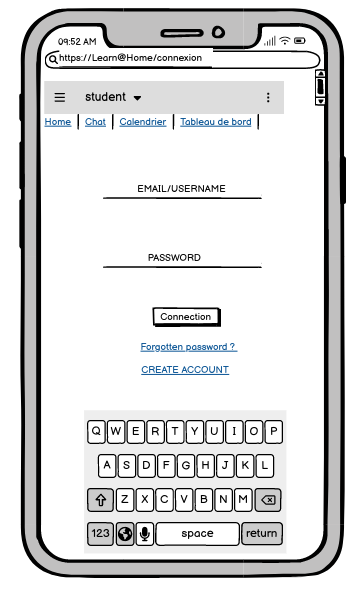 09:52 AM
https://Learn@Home/connexion
student
Home Chat Calendrier Tableau de bord
EMAIL/USERNAME
PASSWORD
Connection
Forgotten password ?
CREATE ACCOUNT
Q W E R T Y U I O P
A S D F G H J K L
Z X C V B N M
123 space return